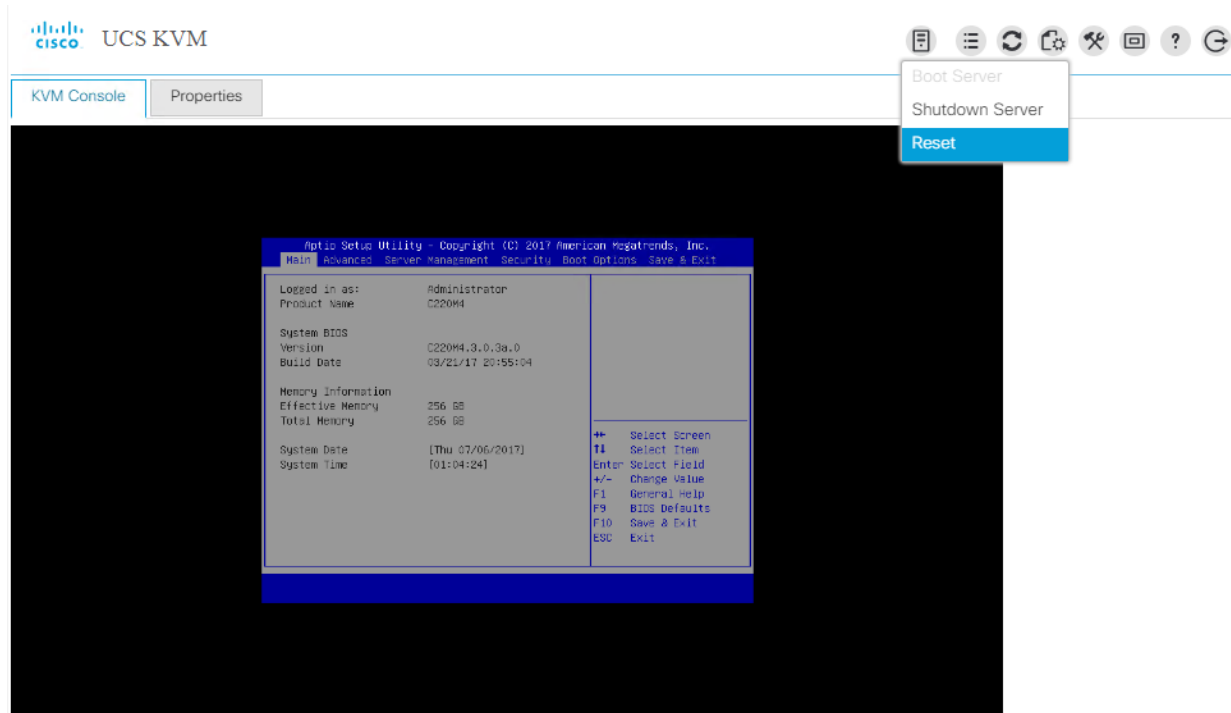 CISCO UCS KVM
?
Boot Server
Shutdown Server
Reset
KVM Console Properties
Aptio Setup Utility - Copyright (C) 2017 American Megatrends, Inc.
Main Advanced Server Management Security Boot Options Save & Exit
Logged in as: Administrator
Product Name C220M4
System BIOS
Version C220M4.3.0.3a.0
Build Date 03/21/17 20:55:04
Memory Information
Effective Memory 256 GB
Total Memory 256 GB
System Date [Thu 07/06/2017]
System Time [01:04:24]
→← Select Screen
↑↓ Select Item
Enter Select Field
+/- Change Value
F1 General Help
F9 BIOS Defaults
F10 Save & Exit
ESC Exit